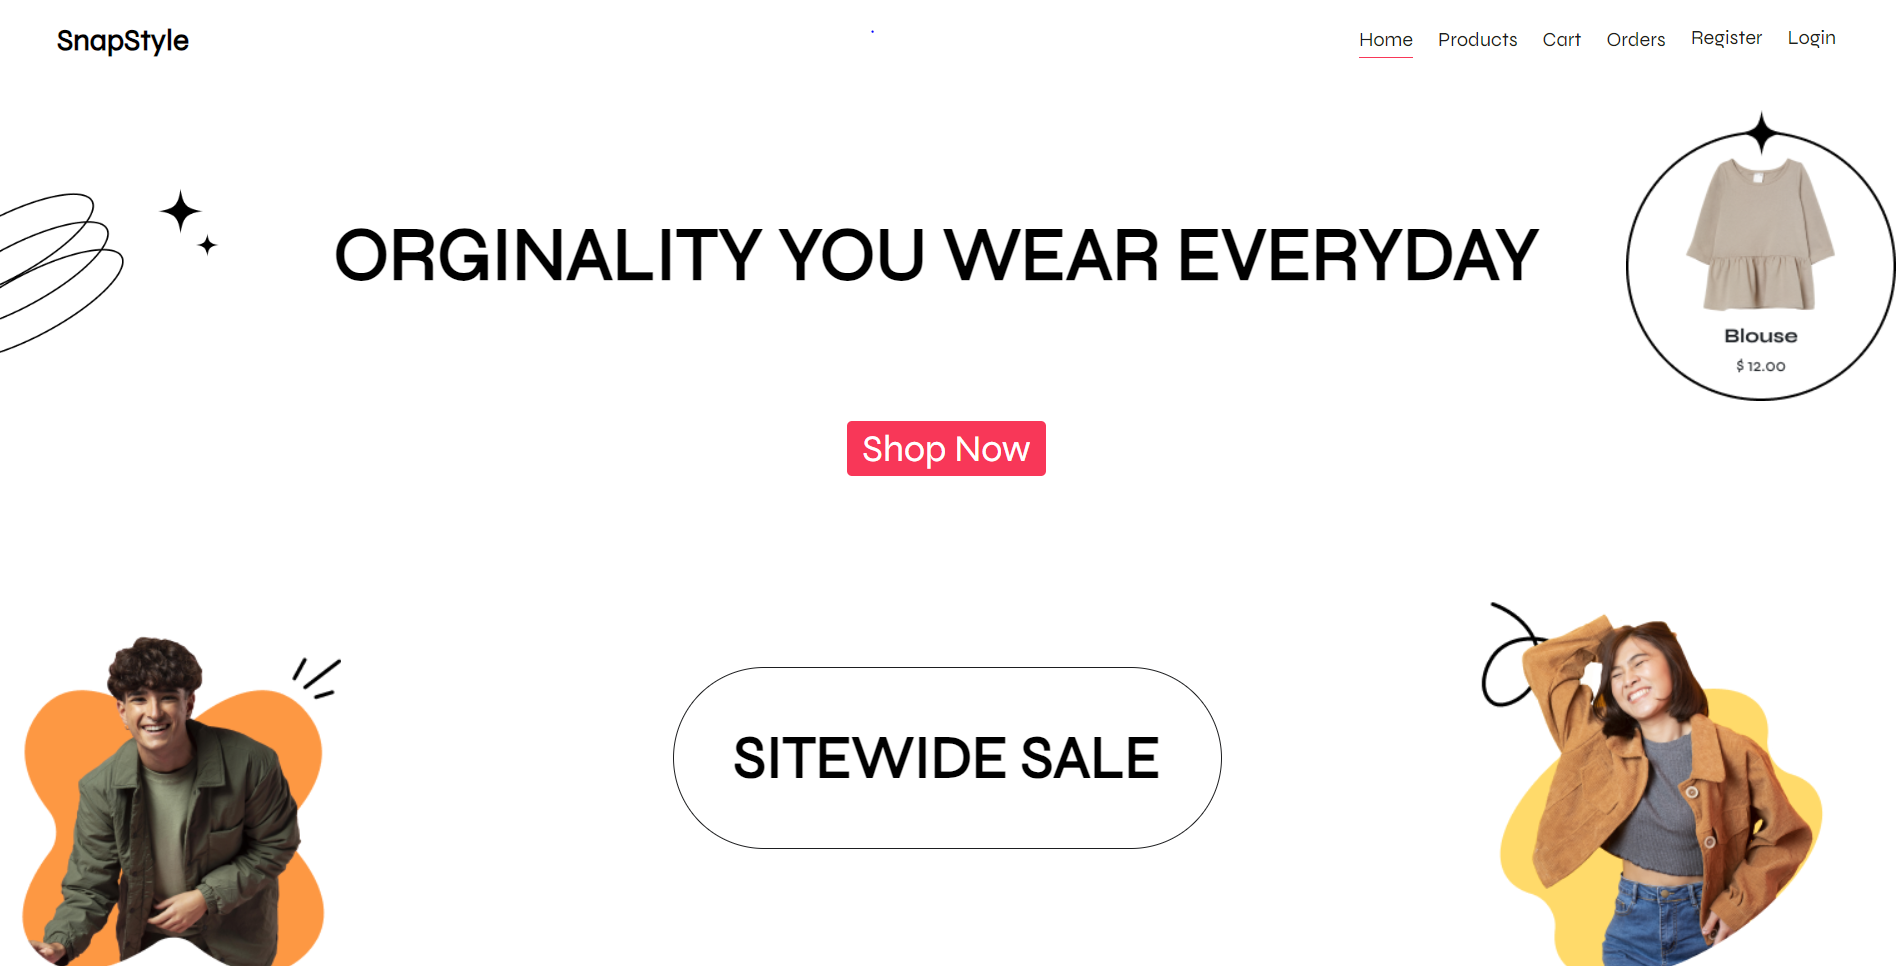 SnapStyle
Home Products Cart Orders Register Login
ORGINALITY YOU WEAR EVERYDAY
Blouse
$ 12.00
Shop Now
SITEWIDE SALE